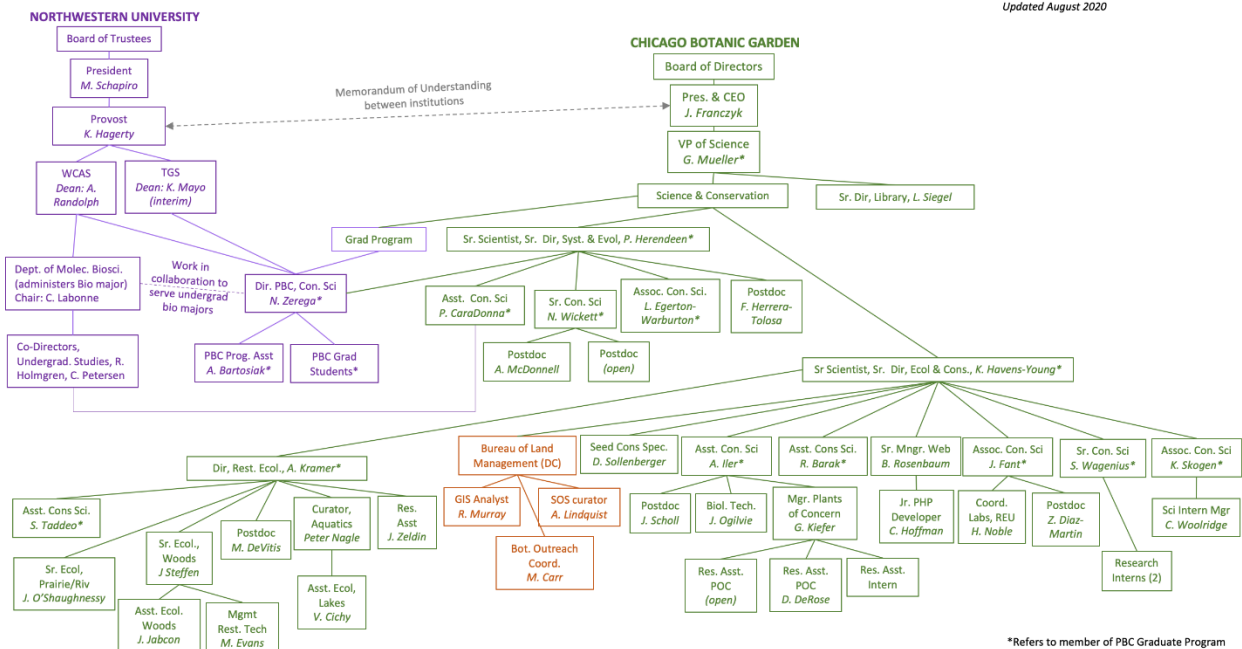 Updated August 2020
NORTHWESTERN UNIVERSITY
Board of Trustees
President
M. Schapiro
Provost
K. Hagerty
WCAS
Dean: A.
Randolph
TGS
Dean: K. Mayo
(interim)
Memorandum of Understanding
between institutions
CHICAGO BOTANIC GARDEN
Board of Directors
Pres. & CEO
J. Franczyk
VP of Science
G. Mueller*
Science & Conservation
Sr. Dir, Library, L. Siegel
Grad Program
Sr. Scientist, Sr. Dir, Syst. & Evol, P. Herendeen*
Dept. of Molec. Biosci.
(administers Bio major)
Chair: C. Labonne
Work in
collaboration to
serve undergrad
bio majors
Dir. PBC, Con. Sci
N. Zerega*
Asst. Con. Sci
P. CaraDonna*
Sr. Con. Sci
N. Wickett*
Assoc. Con. Sci.
L. Egerton-
Warburton*
Postdoc
F. Herrera-
Tolosa
Co-Directors,
Undergrad. Studies, R.
Holmgren, C. Petersen
PBC Prog. Asst
A. Bartosiak*
PBC Grad
Students*
Postdoc
A. McDonnell
Postdoc
(open)
Sr Scientist, Sr. Dir, Ecol & Cons., K. Havens-Young*
Dir, Rest. Ecol., A. Kramer*
Bureau of Land
Management (DC)
Seed Cons Spec.
D. Sollenberger
Asst. Con. Sci
A. Iler*
Asst. Cons Sci.
R. Barak*
Sr. Mngr. Web
B. Rosenbaum
Assoc. Con. Sci
J. Fant*
Sr. Con. Sci
S. Wagenius*
Assoc. Con. Sci
K. Skogen*
Asst. Cons Sci.
S. Taddeo*
Sr. Ecol,
Prairie/Riv
J. O'Shaughnessy
Sr. Ecol.,
Woods
J Steffen
Postdoc
M. DeVitis
Curator,
Aquatics
Peter Nagle
Res.
Asst
J. Zeldin
Asst. Ecol.
Woods
J. Jabcon
Mgmt
Rest. Tech
M. Evans
Asst. Ecol,
Lakes
V. Cichy
GIS Analyst
R. Murray
SOS curator
A. Lindquist
Bot. Outreach
Coord.
M. Carr
Postdoc
J. Scholl
Biol. Tech.
J. Ogilvie
Mgr. Plants
of Concern
G. Kiefer
Jr. PHP
Developer
C. Hoffman
Coord.
Labs, REU
H. Noble
Postdoc
Z. Diaz-
Martin
Sci Intern Mgr
C. Woolridge
Res. Asst.
POC
(open)
Res. Asst.
POC
D. DeRose
Res. Asst.
Intern
Research
Interns (2)
*Refers to member of PBC Graduate Program